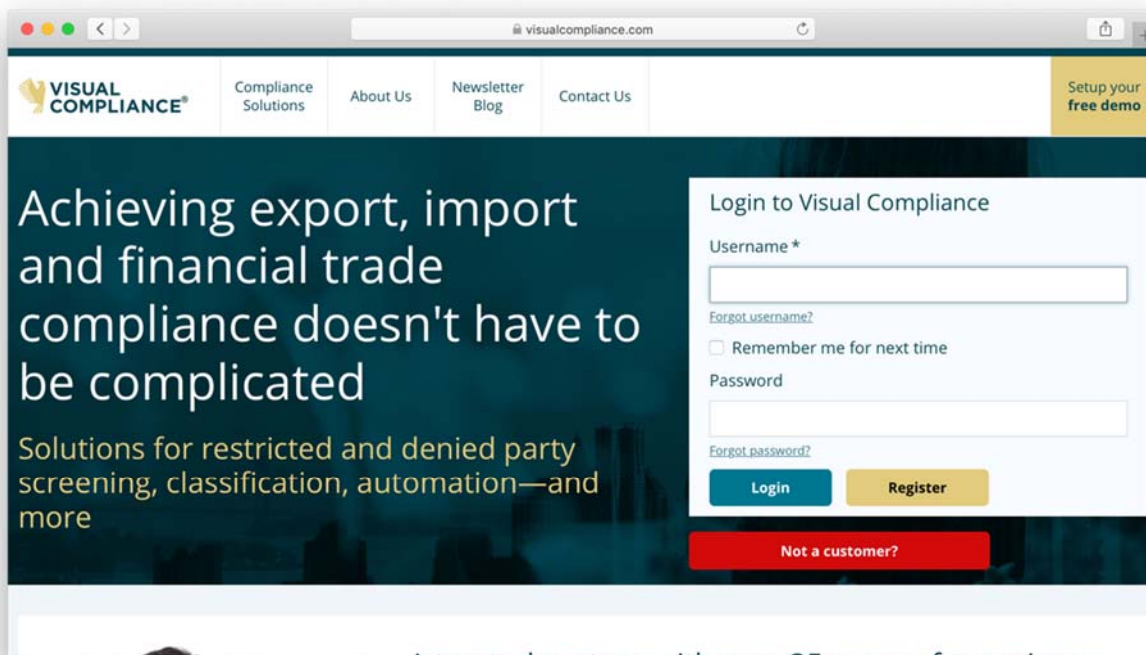 visualcompliance.com
VISUAL
COMPLIANCE®
Compliance
Solutions
About Us
Newsletter
Blog
Contact Us
Setup your
free demo
Achieving export, import
and financial trade
compliance doesn't have to
be complicated
Solutions for restricted and denied party
screening, classification, automation—and
more
Login to Visual Compliance
Username *
Forgot username?
Remember me for next time
Password
Forgot password?
Login
Register
Not a customer?